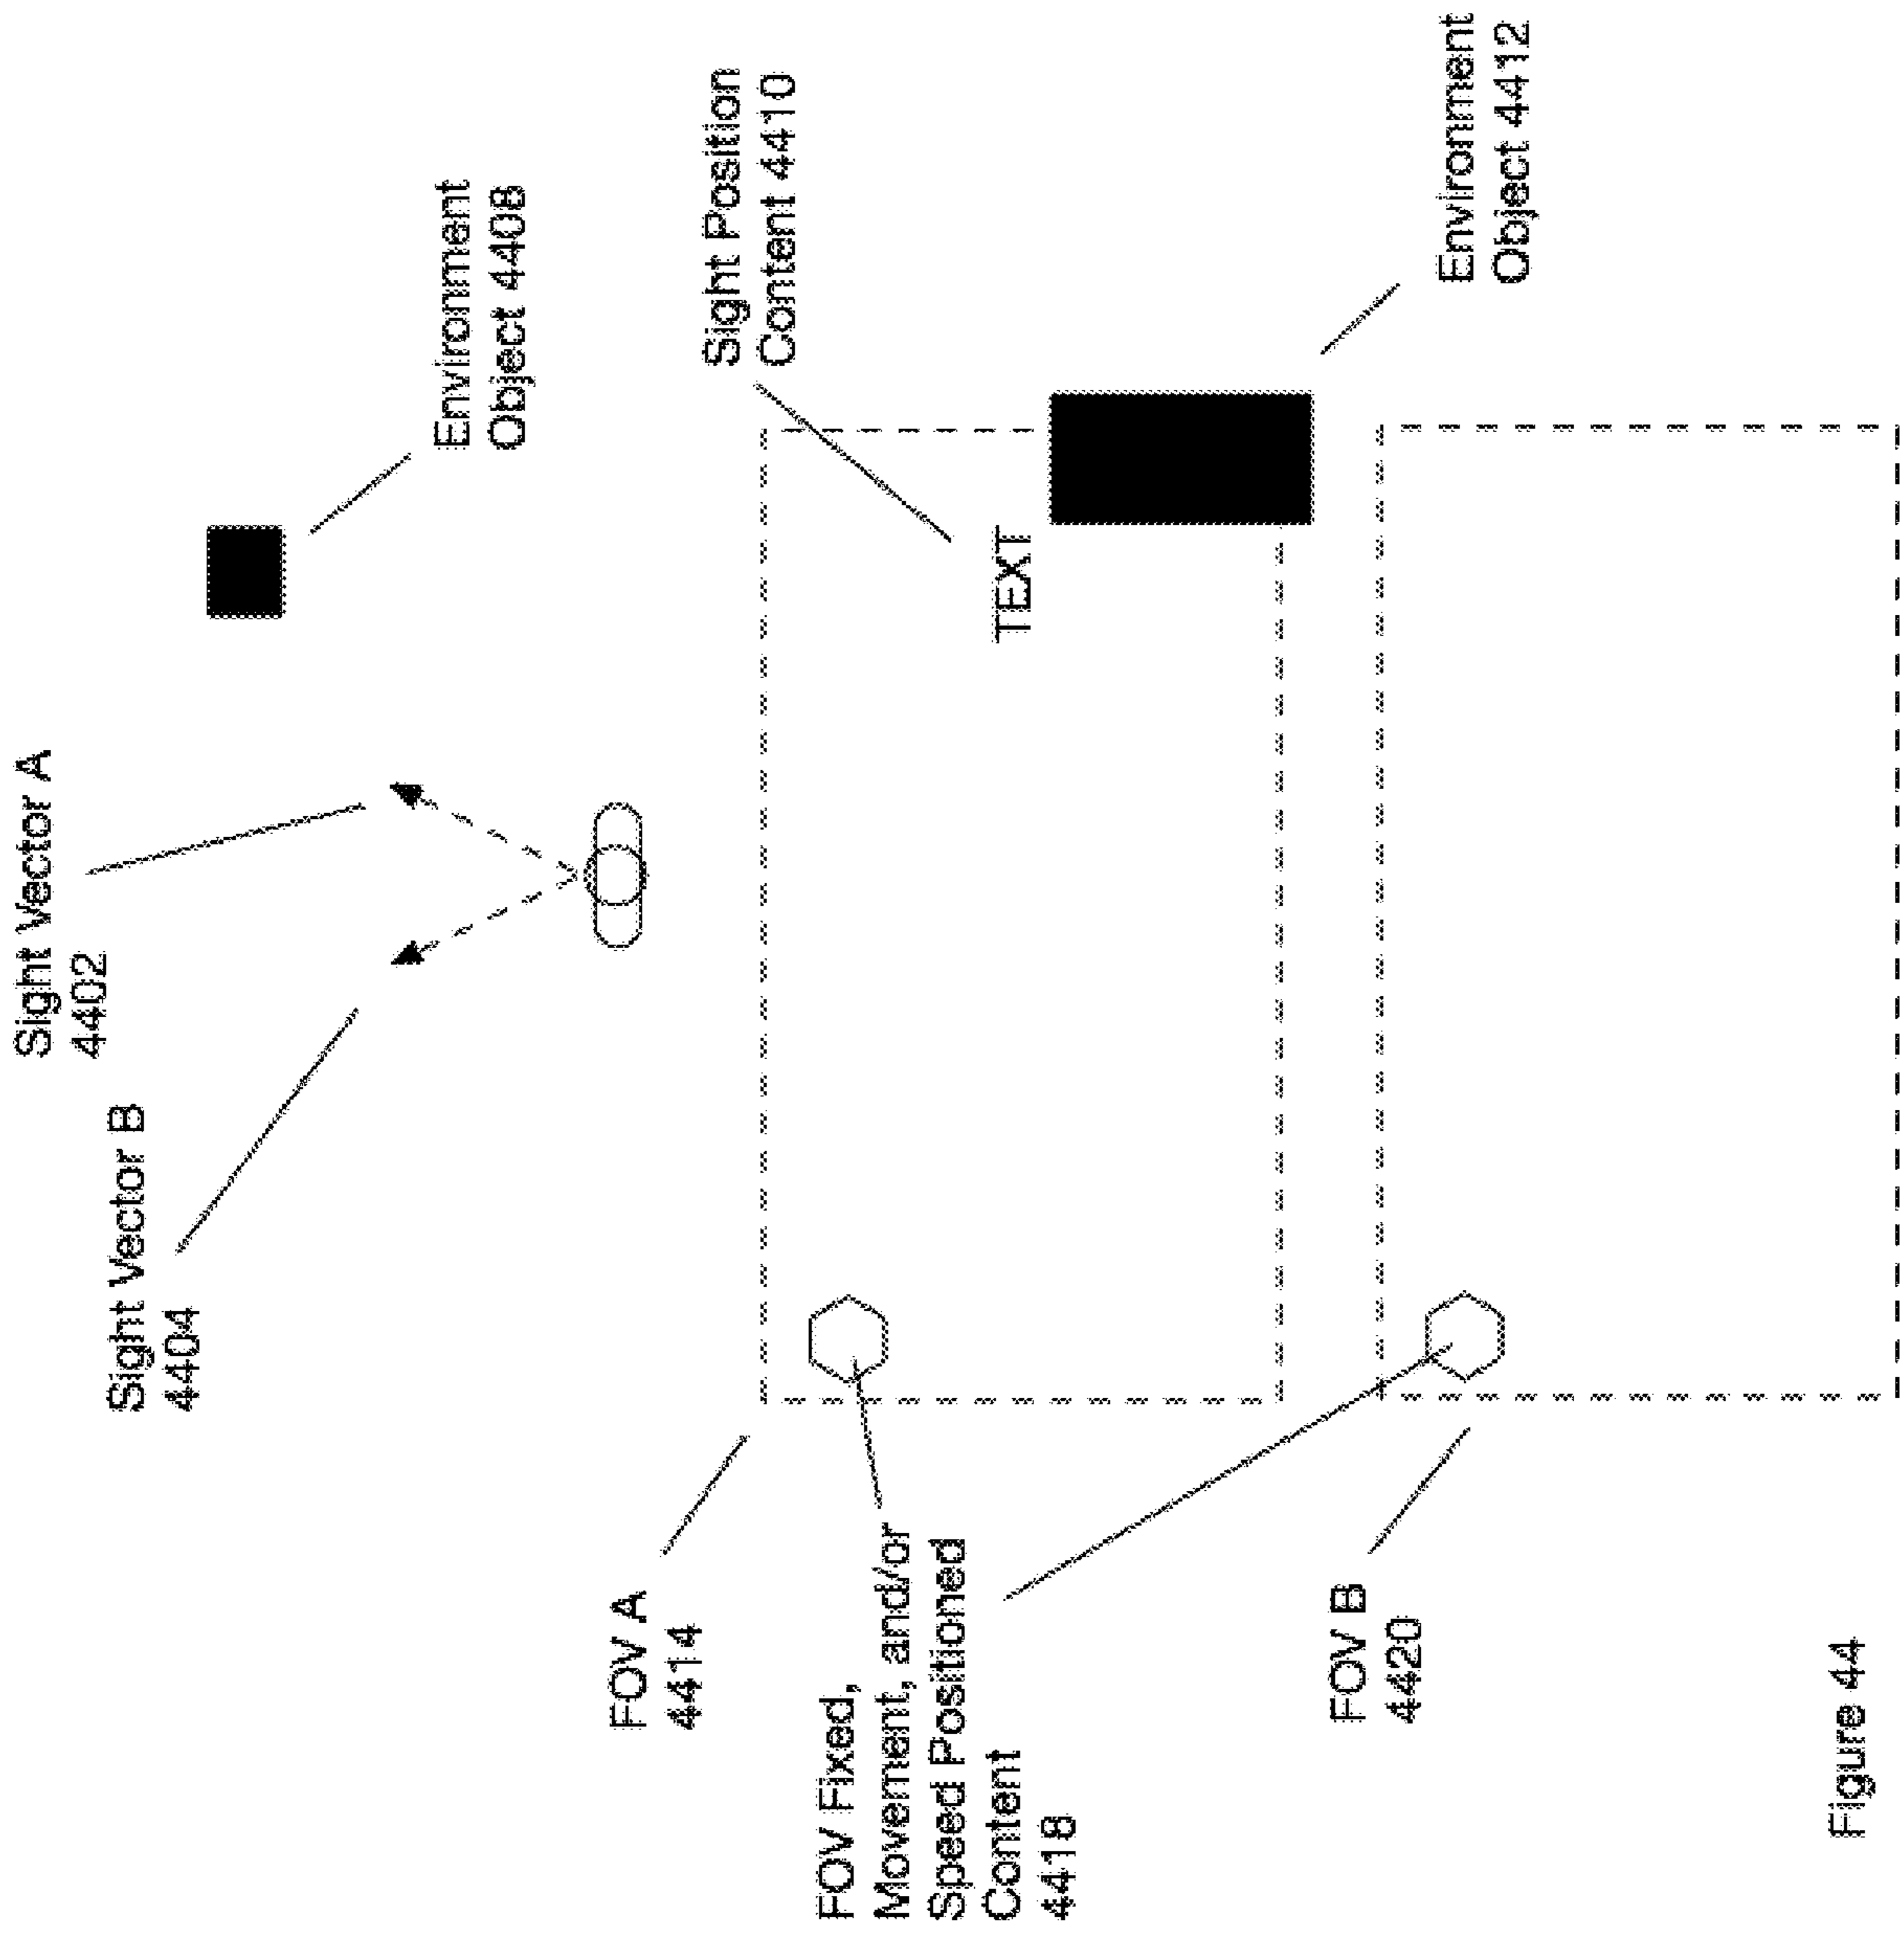 Sight Vector A
4402
Sight Vector B
4404
Environment
Object 4408
FOV A
4414
Sight Position
Content 4410
TEXT
FOV Fixed,
Movement, and/or
Speed Positioned
Content
4418
Environment
Object 4412
FOV B
4420
Figure 44